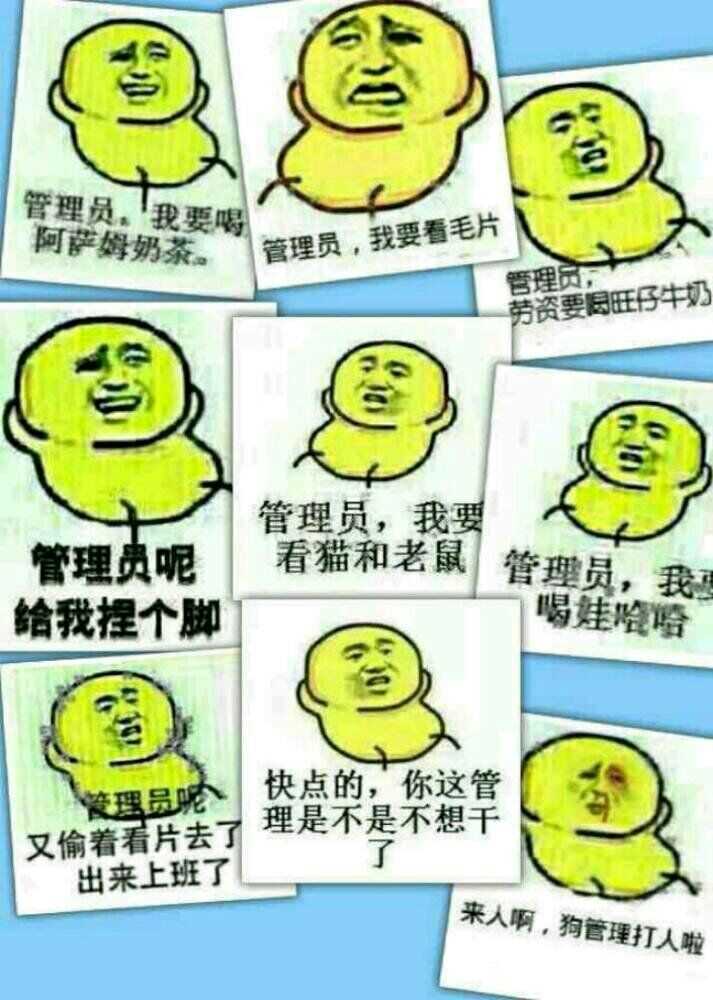 管理员。我要喝
阿萨姆奶茶。
管理员，我要看毛片
管理员，
劳资要喝旺仔牛奶
管理员呢
给我捏个脚
管理员，我要
看猫和老鼠
管理员，我要
喝娃哈哈
管理员呢
又偷着看片去了
出来上班了
快点的，你这管
理是不是不想干
了
来人啊，狗管理打人啦